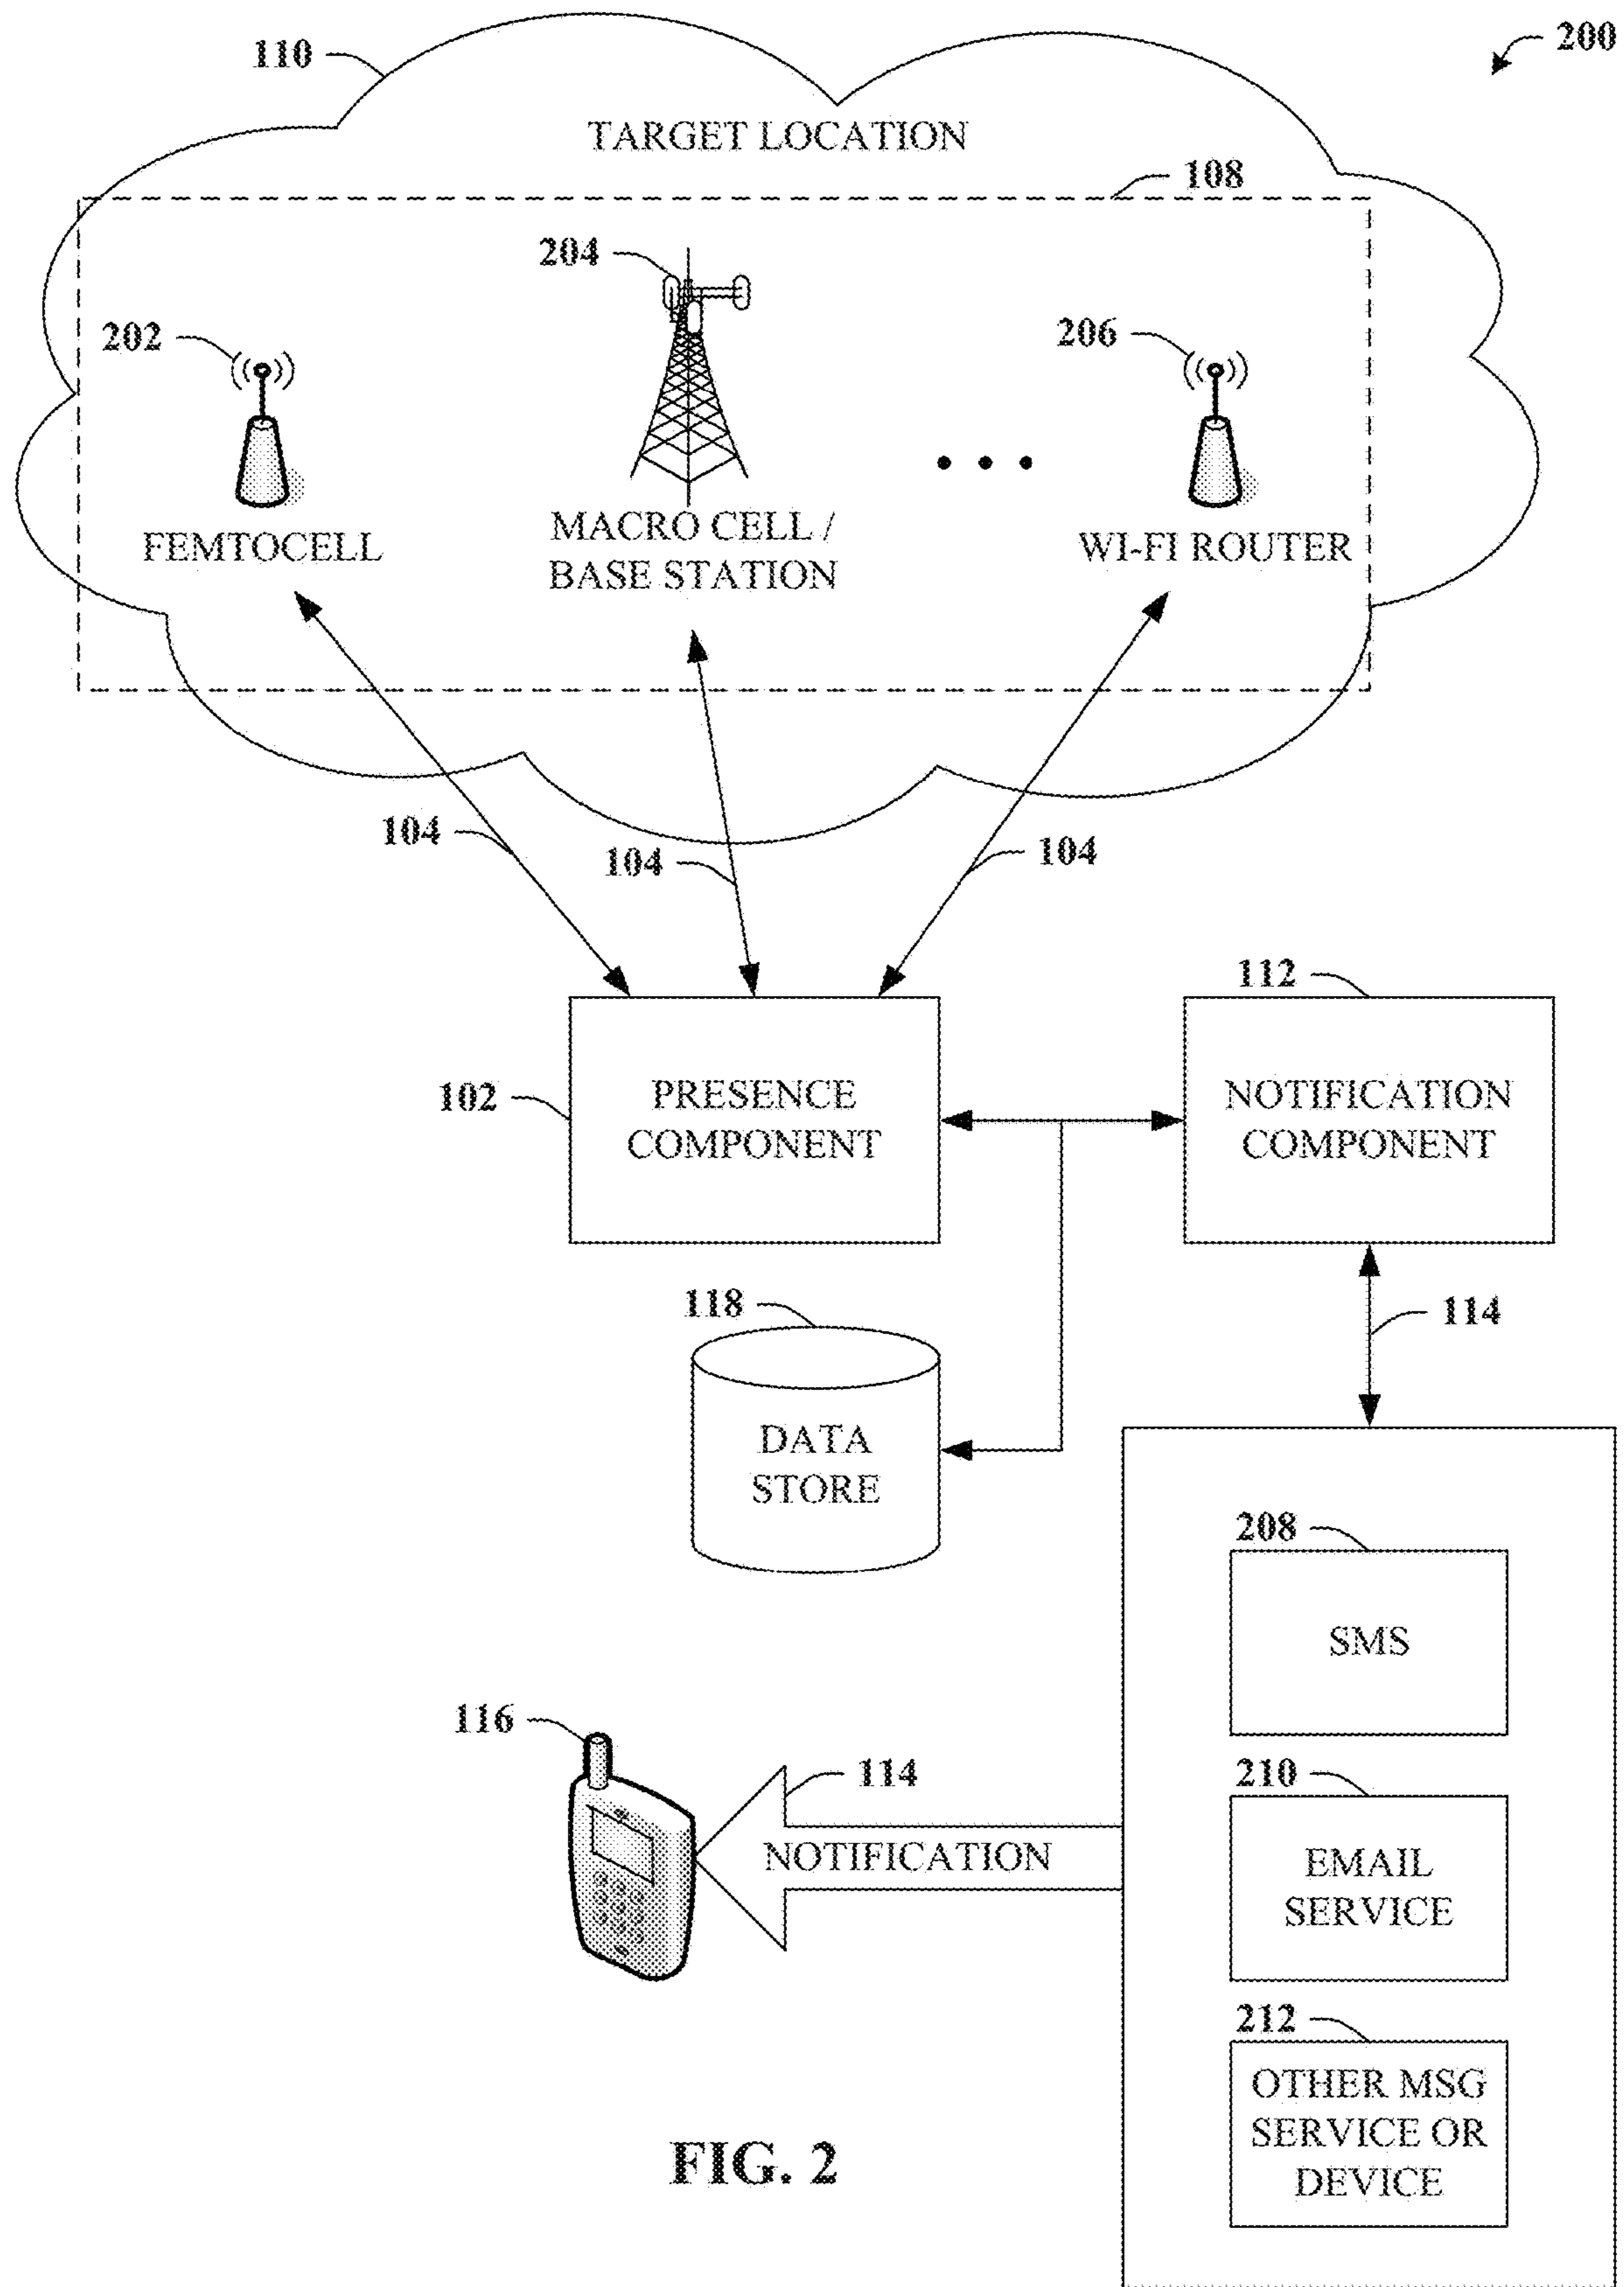 110
200
TARGET LOCATION
108
204
202
206
FEMTOCELL
MACRO CELL /
BASE STATION
WI-FI ROUTER
104
104
104
112
102
PRESENCE
COMPONENT
NOTIFICATION
COMPONENT
118
114
DATA
STORE
208
SMS
116
114
NOTIFICATION
210
EMAIL
SERVICE
212
OTHER MSG
SERVICE OR
DEVICE
FIG. 2